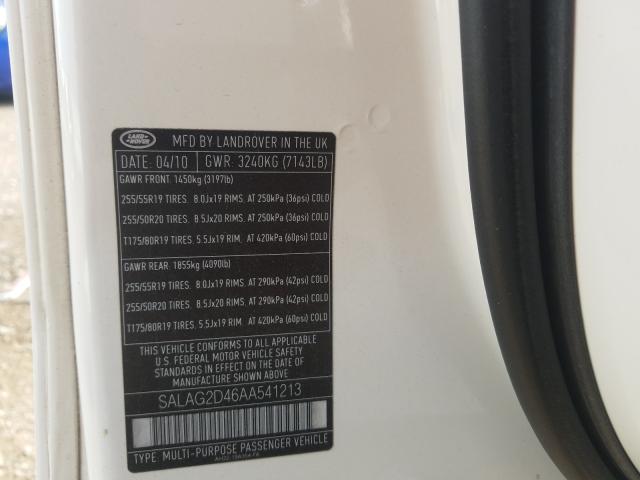 LAND ROVER
MFD BY LANDROVER IN THE UK
DATE: 04/10 GWR: 3240KG (7143LB)
GAWR FRONT. 1450kg (3197lb)
255/55R19 TIRES. 8.0Jx19 RIMS. AT 250kPa (36psi) COLD
255/50R20 TIRES. 8.5Jx20 RIMS. AT 250kPa (36psi) COLD
T175/80R19 TIRES. 5.5Jx19 RIM, AT 420kPa (60psi) COLD
GAWR REAR. 1855kg (4090lb)
255/55R19 TIRES. 8.0Jx19 RIMS. AT 290kPa (42psi) COLD
255/50R20 TIRES. 8.5Jx20 RIMS. AT 290kPa (42psi) COLD
T175/80R19 TIRES, 5.5Jx19 RIM, AT 420kPa (60psi) COLD
THIS VEHICLE CONFORMS TO ALL APPLICABLE
U.S. FEDERAL MOTOR VEHICLE SAFETY
STANDARDS IN EFFECT ON THE DATE OF
MANUFACTURE SHOWN ABOVE.
SALAG2D46AA541213
TYPE: MULTI-PURPOSE PASSENGER VEHICLE